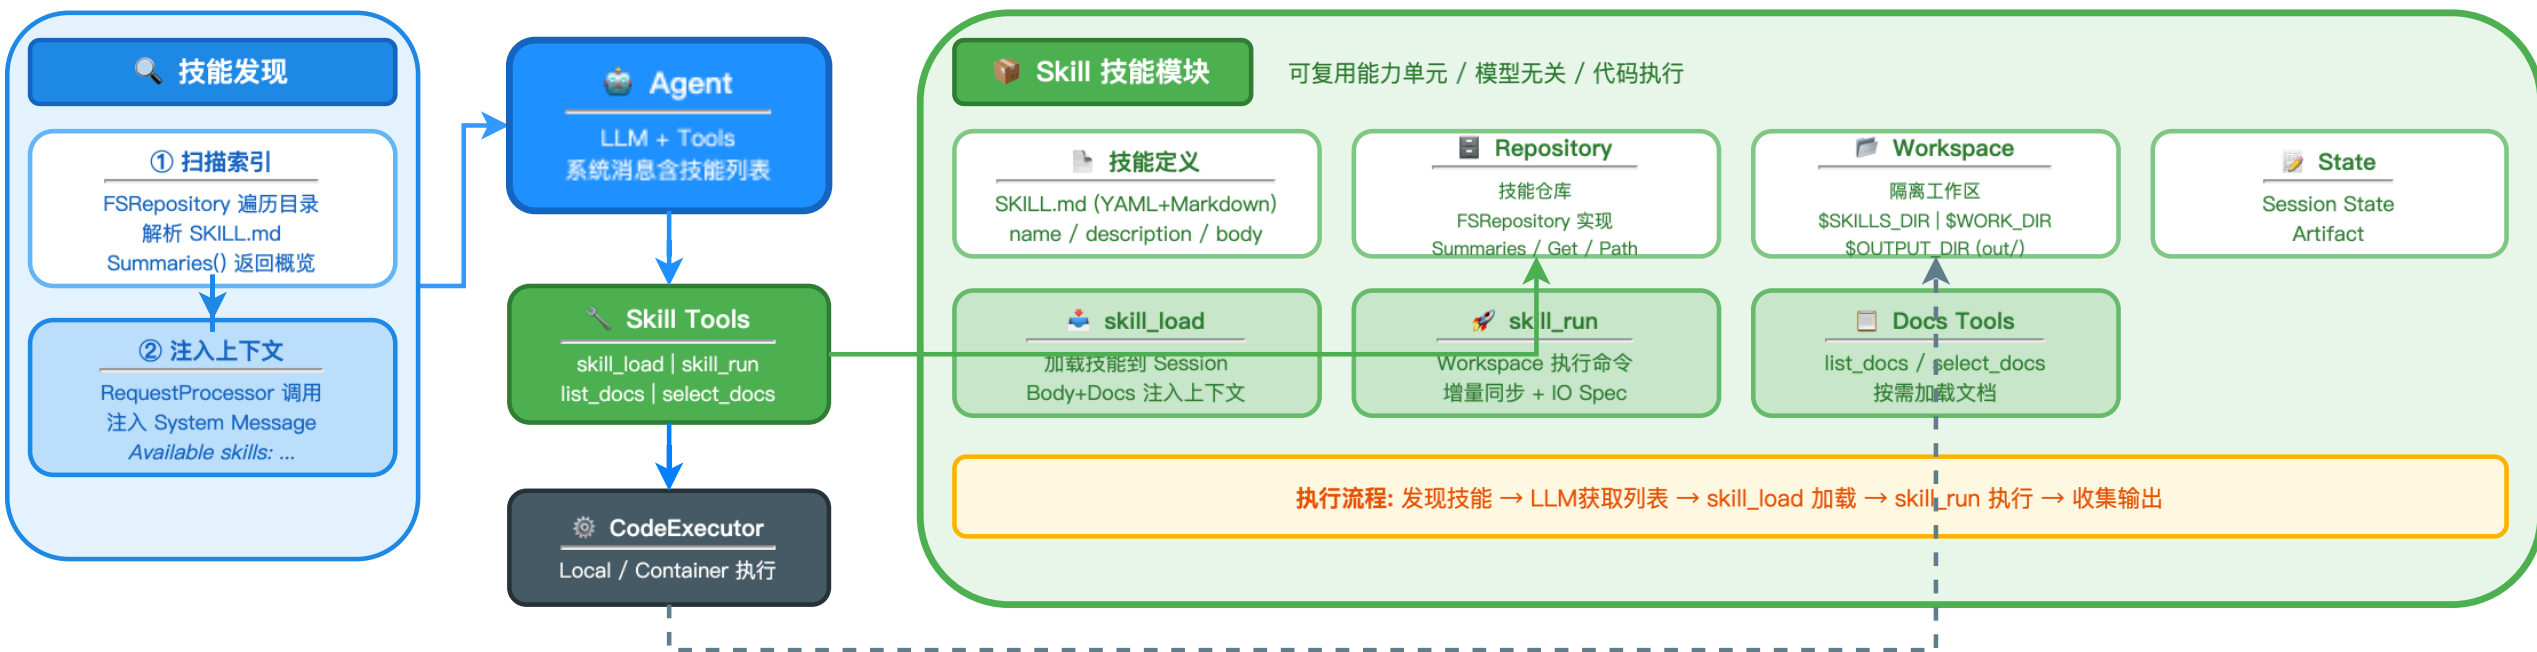 技能发现
① 扫描索引
FSRepository 遍历目录
解析 SKILL.md
Summaries() 返回概览
② 注入上下文
RequestProcessor 调用
注入 System Message
Available skills: ...
Agent
LLM + Tools
系统消息含技能列表
Skill Tools
skill_load | skill_run
list_docs | select_docs
CodeExecutor
Local / Container 执行
Skill 技能模块
可复用能力单元 / 模型无关 / 代码执行
技能定义
SKILL.md (YAML+Markdown)
name / description / body
Repository
技能仓库
FSRepository 实现
Summaries / Get / Path
Workspace
隔离工作区
$SKILLS_DIR | $WORK_DIR
$OUTPUT_DIR (out/)
State
Session State
Artifact
skill_load
加载技能到 Session
Body+Docs 注入上下文
skill_run
Workspace 执行命令
增量同步 + IO Spec
Docs Tools
list_docs / select_docs
按需加载文档
执行流程: 发现技能 → LLM获取列表 → skill_load 加载 → skill_run 执行 → 收集输出